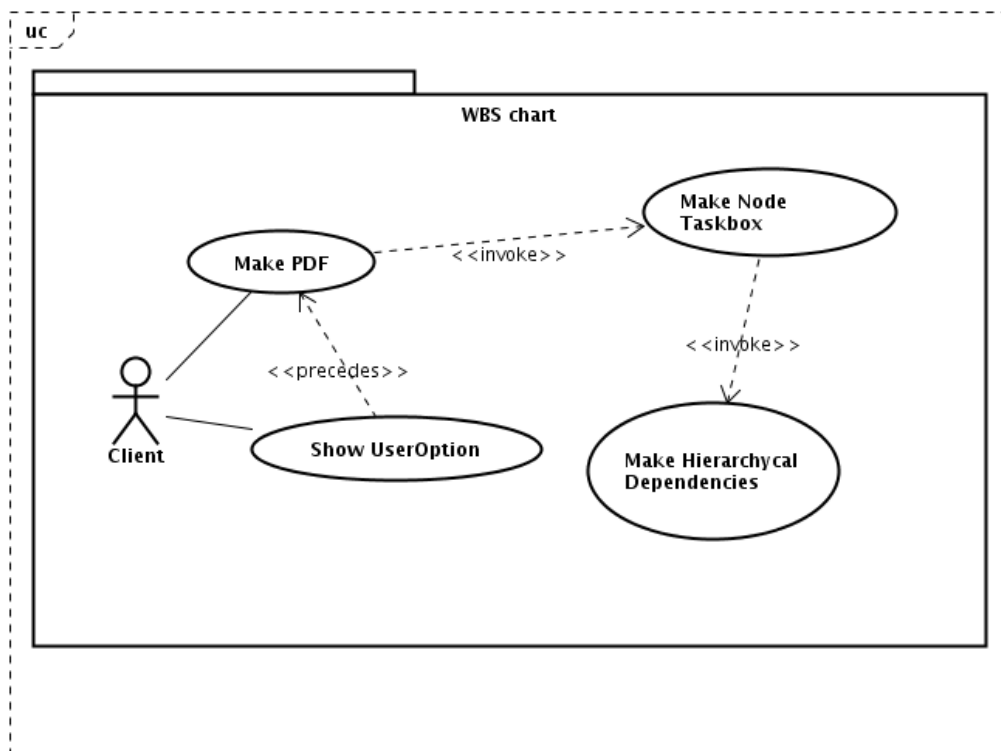 uc
WBS chart
Make Node
Taskbox
Make PDF
<<invoke>>
<<invoke>>
<<precedes>>
Client
Show UserOption
Make Hierarchycal
Dependencies